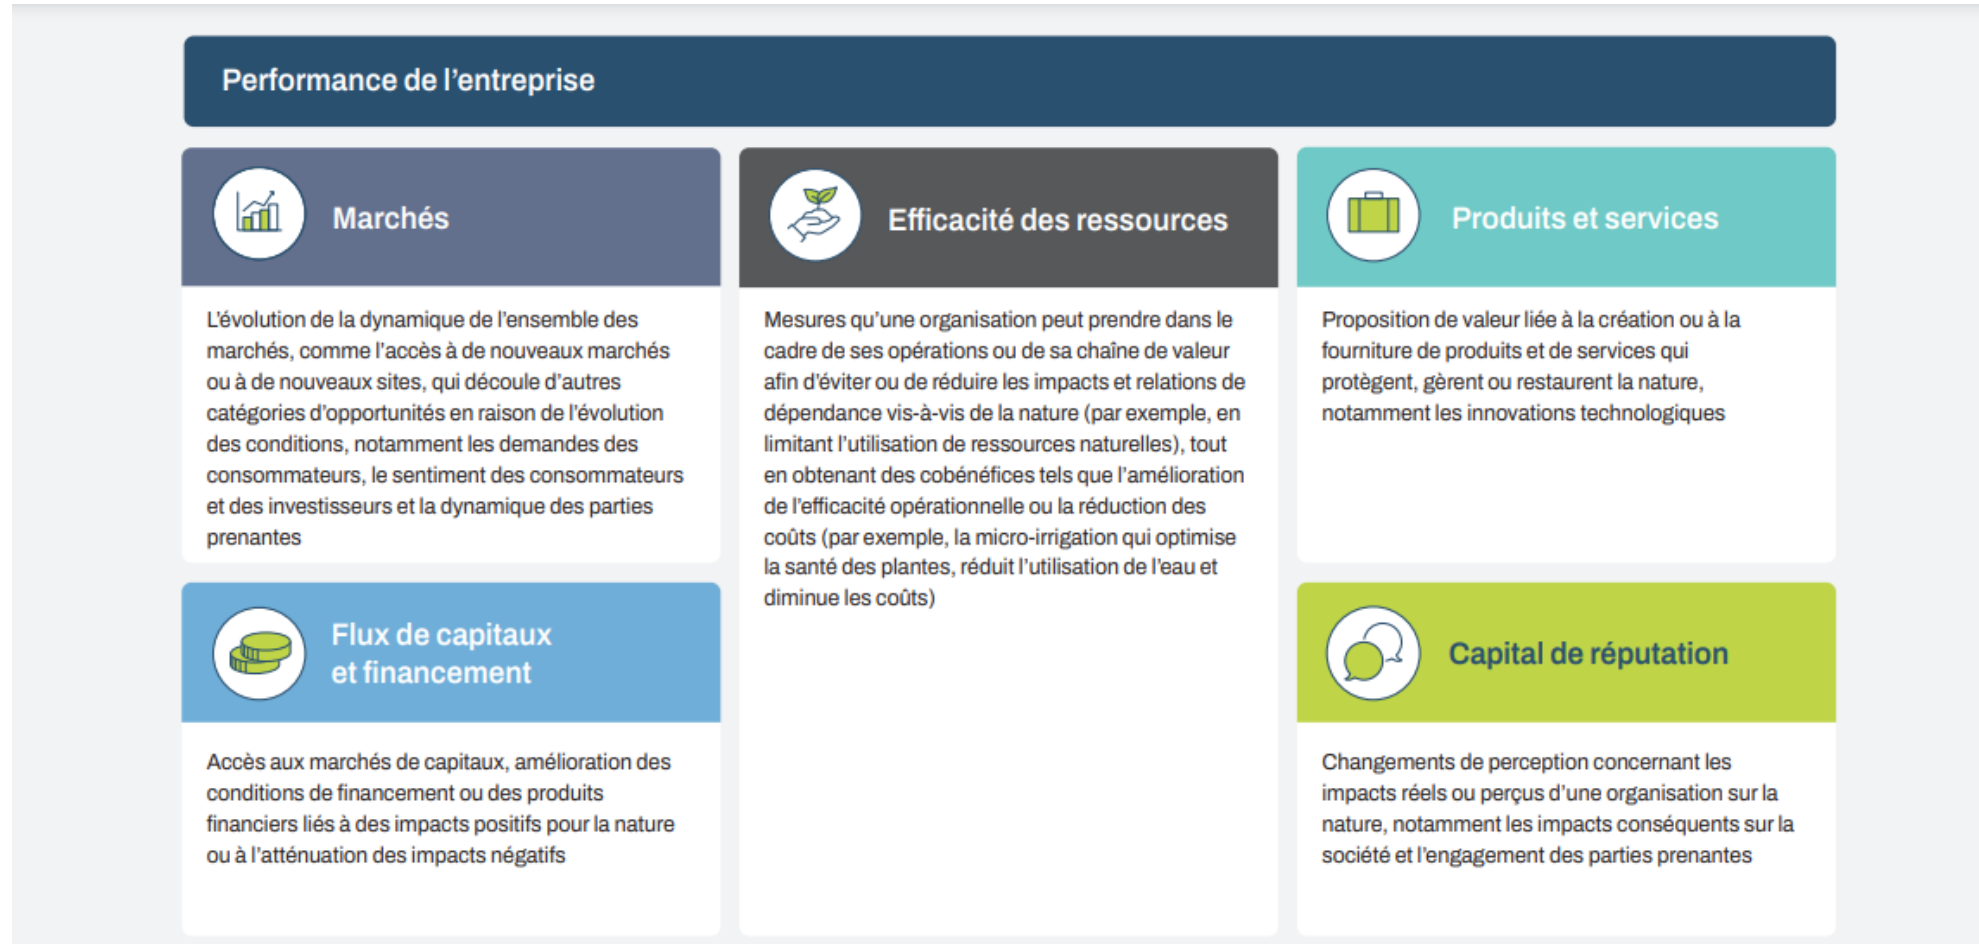 Performance de l’entreprise
Marchés
L’évolution de la dynamique de l’ensemble des
marchés, comme l’accès à de nouveaux marchés
ou à de nouveaux sites, qui découle d’autres
catégories d’opportunités en raison de l’évolution
des conditions, notamment les demandes des
consommateurs, le sentiment des consommateurs
et des investisseurs et la dynamique des parties
prenantes
Flux de capitaux
et financement
Accès aux marchés de capitaux, amélioration des
conditions de financement ou des produits
financiers liés à des impacts positifs pour la nature
ou à l’atténuation des impacts négatifs
Efficacité des ressources
Mesures qu’une organisation peut prendre dans le
cadre de ses opérations ou de sa chaîne de valeur
afin d’éviter ou de réduire les impacts et relations de
dépendance vis-à-vis de la nature (par exemple, en
limitant l’utilisation de ressources naturelles), tout
en obtenant des cobénéfices tels que l’amélioration
de l’efficacité opérationnelle ou la réduction des
coûts (par exemple, la micro-irrigation qui optimise
la santé des plantes, réduit l’utilisation de l’eau et
diminue les coûts)
Produits et services
Proposition de valeur liée à la création ou à la
fourniture de produits et de services qui
protègent, gèrent ou restaurent la nature,
notamment les innovations technologiques
Capital de réputation
Changements de perception concernant les
impacts réels ou perçus d’une organisation sur la
nature, notamment les impacts conséquents sur la
société et l’engagement des parties prenantes